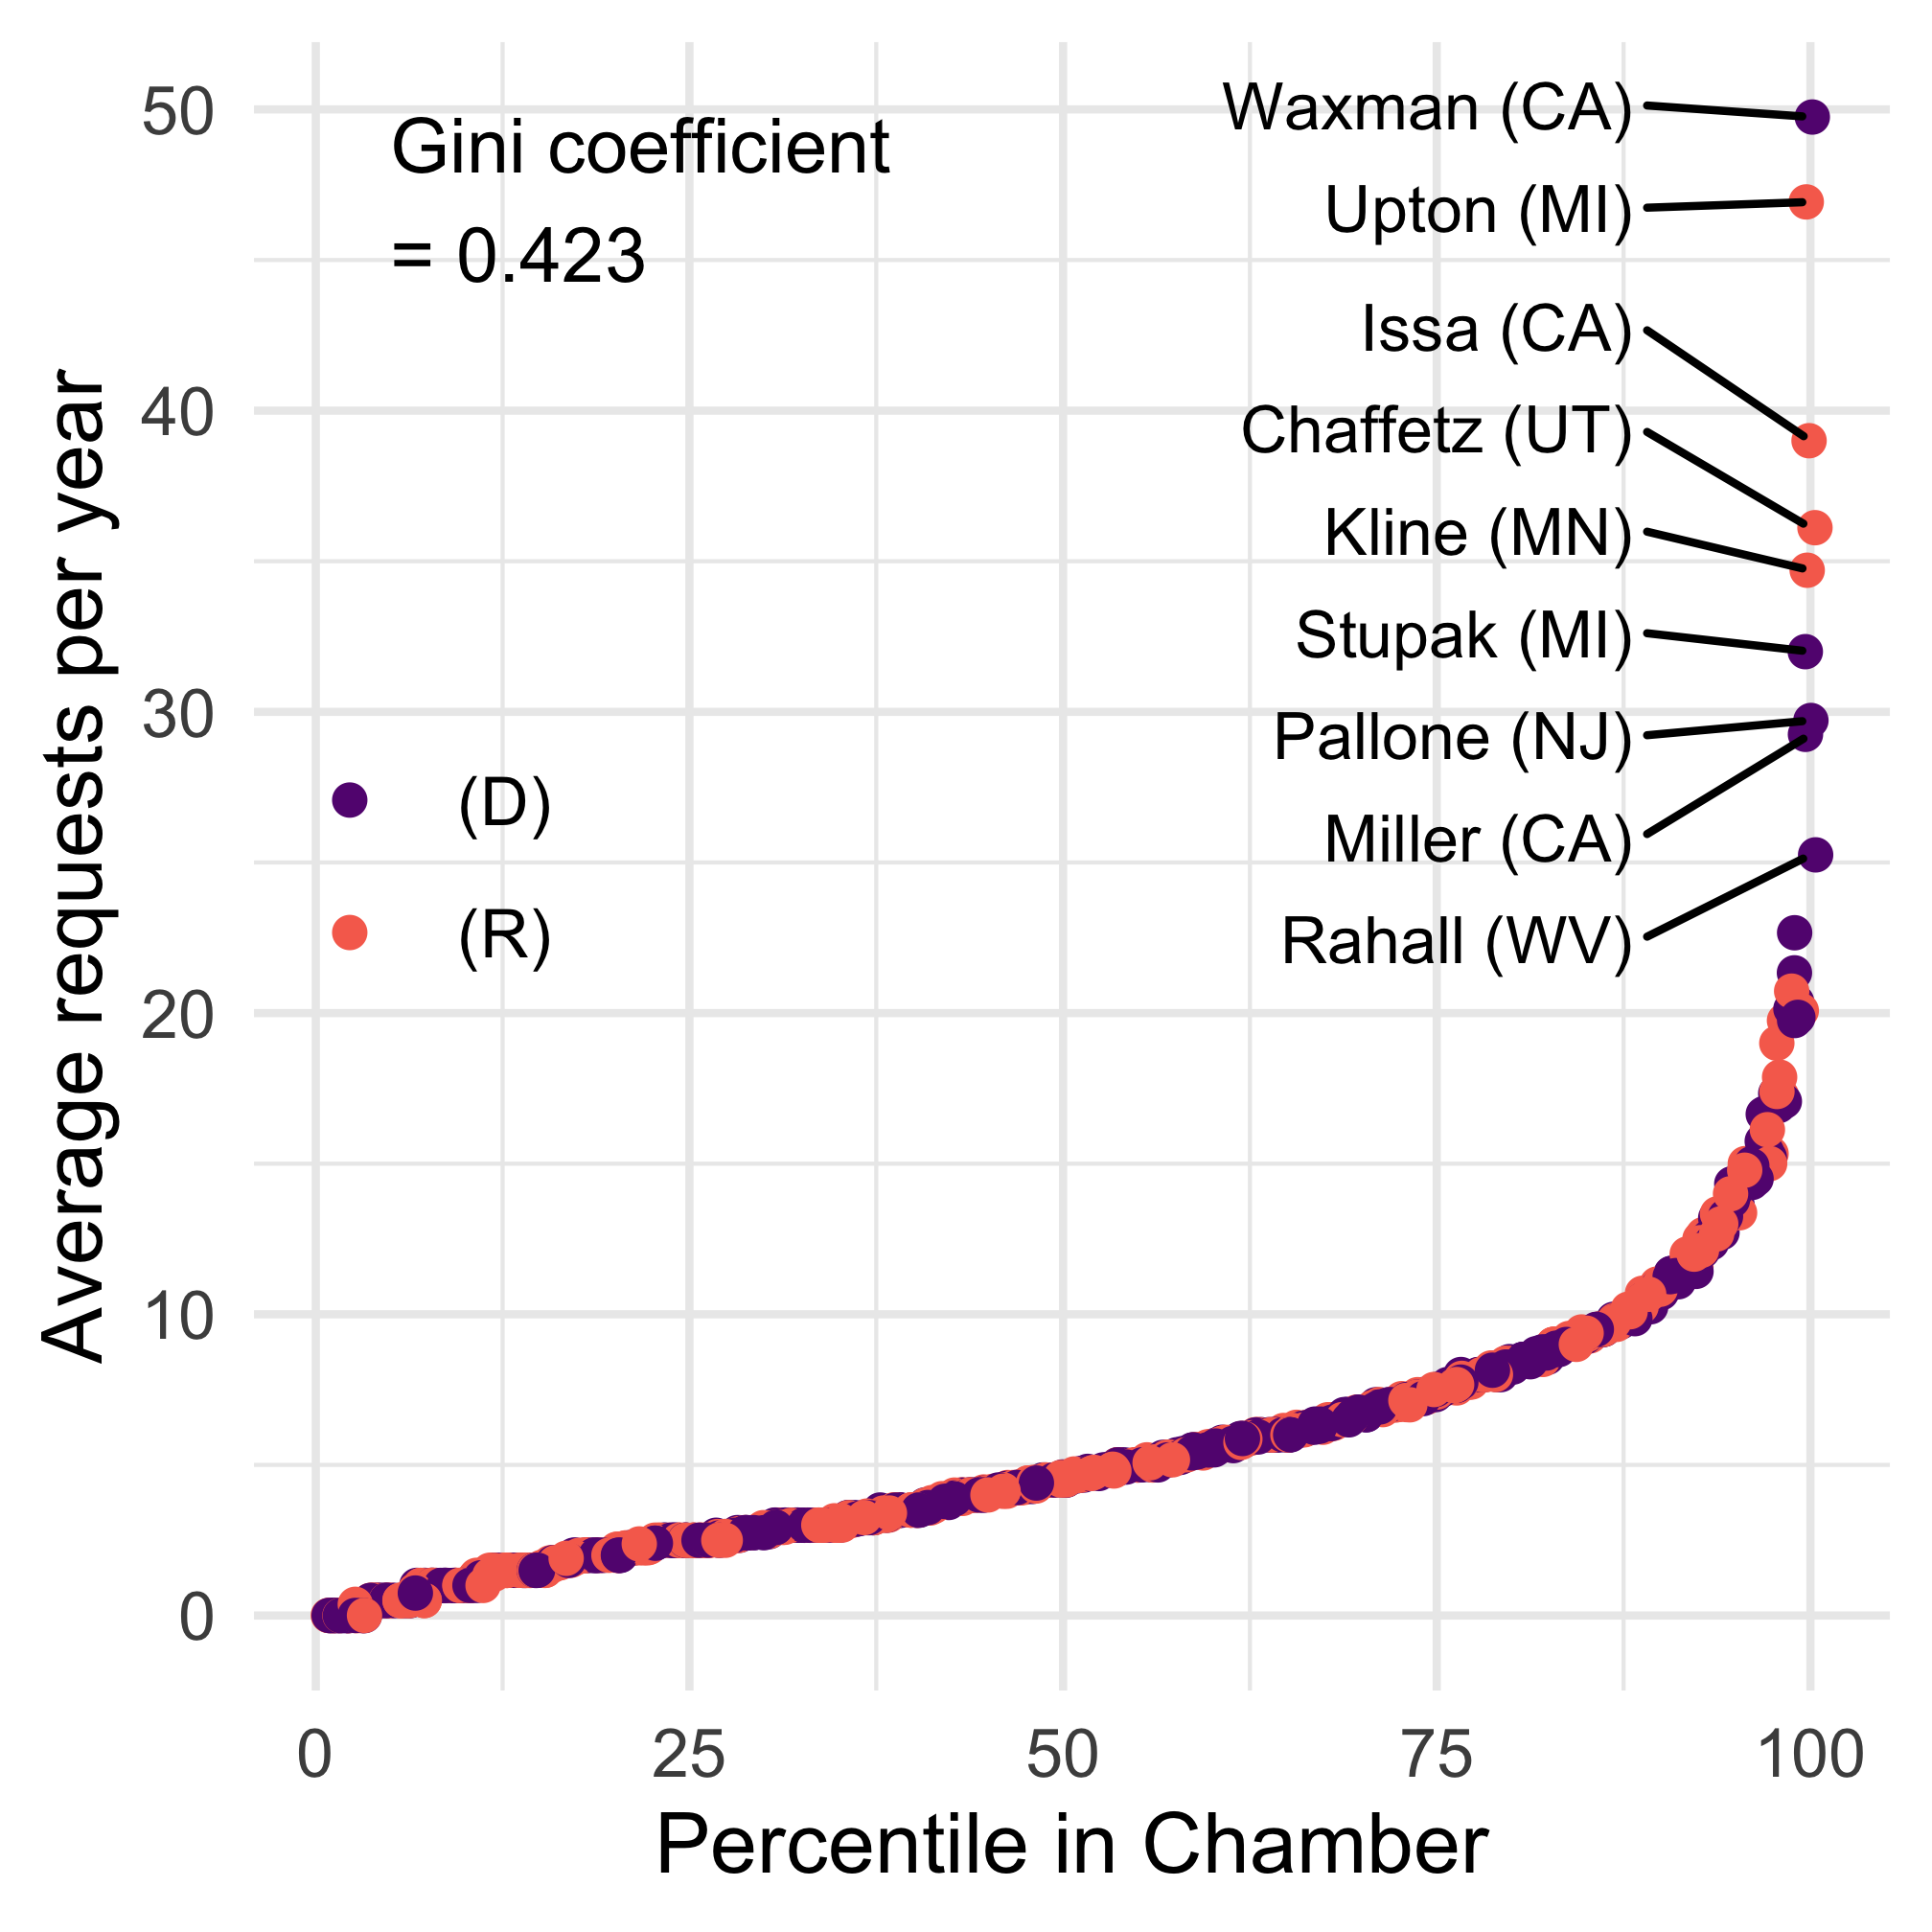 Gini coefficient
= 0.423
Waxman (CA)
Upton (MI)
Issa (CA)
Chaffetz (UT)
Kline (MN)
Stupak (MI)
Pallone (NJ)
Miller (CA)
Rahall (WV)
(D)
(R)
Average requests per year
50
40
30
20
10
0
0 25 50 75 100
Percentile in Chamber